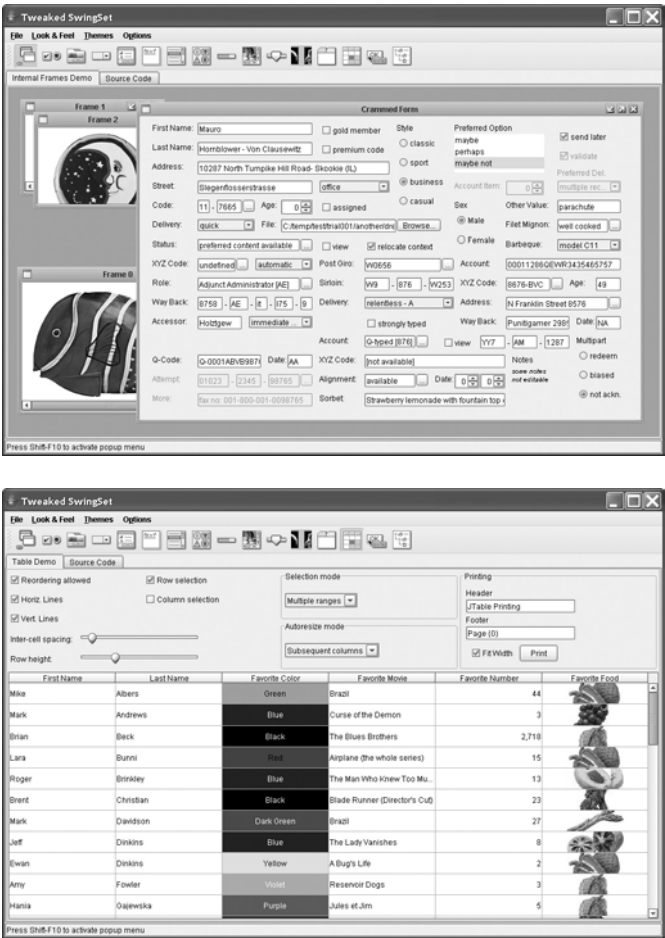 Tweaked SwingSet
File Look & Feel Themes Options
Internal Frames Demo Source Code
Frame 1
Frame 2
Frame 0
Crammed Form
First Name: Mauro gold member Style Preferred Option
classic maybe send later
Last Name: Hornblower - Von Clausewitz premium code perhaps
sport maybe not validate
Address: 10287 North Turnpike Hill Road- Skookie (IL) Preferred Del.
Street: Slegenflosserstrasse office business Account Item: 0 multiple rec...
Code: 11 - 7665 ... Age: 0 assigned casual Sex Other Value: parachute
Delivery: quick File: C:/temp/test/trial001/another/dre Browse... Male Filet Mignon: well cooked ...
Status: preferred content available ... view relocate context Female Barbeque: model C11
XYZ Code: undefined ... automatic Post Giro: W0656 Account: 00011286QEWR3435465757
Role: Adjunct Administrator [AE] ... Sirloin: W9 - 876 - W253 XYZ Code: 8676-BVC ... Age: 49
Way Back: 8758 - AE - it - I75 - 9 Delivery: relentless - A Address: N Franklin Street 8576 ...
Accessor: Holztgew immediate ... strongly typed Way Back: Punitigamer 298 Date: NA
Account Q-typed [876] ... view YY7 - AM - 1287 Multipart
Q-Code: Q-0001ABVB987 Date: AA XYZ Code: [not available] Notes redeem
some notes
not editable
Attempt: 01023 - 2345 - 98765 ... Alignment: available ... Date: 0 0 biased
More: fax no: 001-800-001-0098765 Sorbet: Strawberry lemonade with fountain top not ackn.
Press Shift-F10 to activate popup menu
Tweaked SwingSet
File Look & Feel Themes Options
Table Demo Source Code
Reordering allowed Row selection Selection mode Printing
Horiz. Lines Column selection Multiple ranges Header
JTable Printing
Vert. Lines Autoresize mode Footer
Page {0}
Inter-cell spacing: Subsequent columns Fit Width Print
Row height:
First Name Last Name Favorite Color Favorite Movie Favorite Number Favorite Food
Mike Albers Green Brazil 44
Mark Andrews Blue Curse of the Demon 3
Brian Beck Black The Blues Brothers 2,718
Lara Bunni Red Airplane (the whole series) 15
Roger Brinkley Blue The Man Who Knew Too Mu... 13
Brent Christian Black Blade Runner (Director's Cut) 23
Mark Davidson Dark Green Brazil 27
Jeff Dinkins Blue The Lady Vanishes 8
Ewan Dinkins Yellow A Bug's Life 2
Amy Fowler Violet Reservoir Dogs 3
Hania Gajewska Purple Jules et Jim 5
Press Shift-F10 to activate popup menu